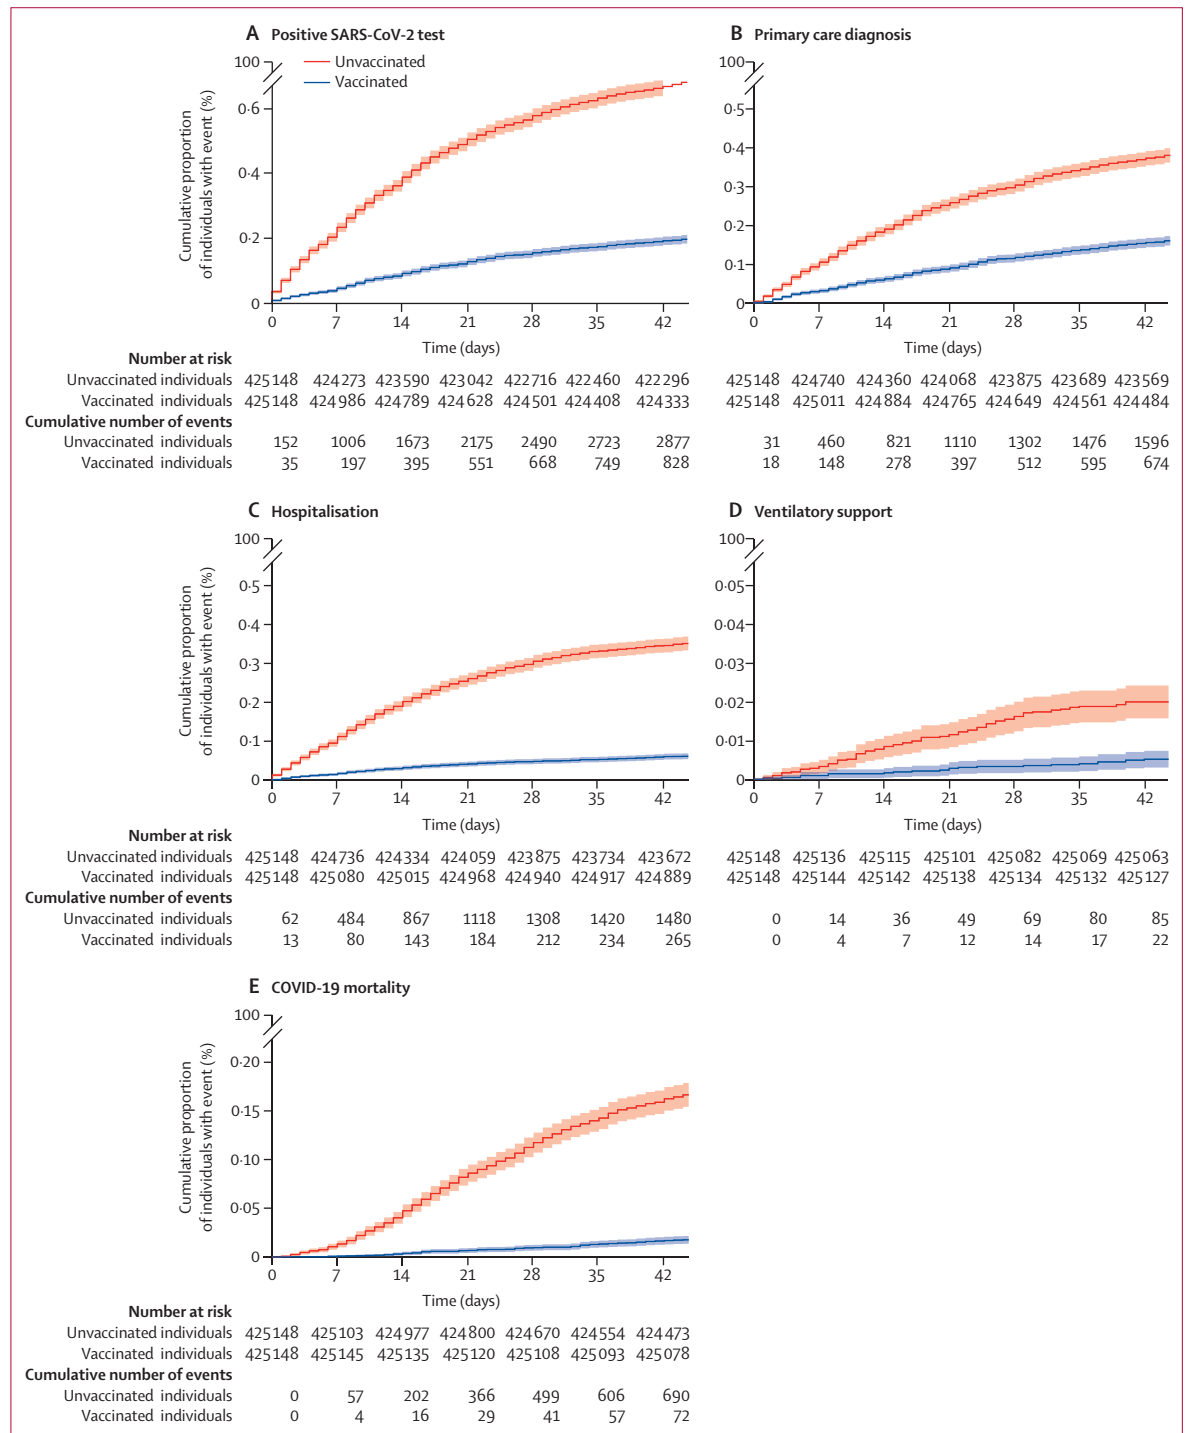 A Positive SARS-CoV-2 test
Unvaccinated
Vaccinated
Cumulative proportion
of individuals with event (%)
100
0·6
0·4
0·2
0
0 7 14 21 28 35 42
Time (days)
Number at risk
Unvaccinated individuals 425 148 424 273 423 590 423 042 422 716 422 460 422 296
Vaccinated individuals 425 148 424 986 424 789 424 628 424 501 424 408 424 333
Cumulative number of events
Unvaccinated individuals 152 1006 1673 2175 2490 2723 2877
Vaccinated individuals 35 197 395 551 668 749 828
B Primary care diagnosis
100
0·5
0·4
0·3
0·2
0·1
0
0 7 14 21 28 35 42
Time (days)
425 148 424 740 424 360 424 068 423 875 423 689 423 569
425 148 425 011 424 884 424 765 424 649 424 561 424 484
31 460 821 1110 1302 1476 1596
18 148 278 397 512 595 674
C Hospitalisation
Cumulative proportion
of individuals with event (%)
100
0·5
0·4
0·3
0·2
0·1
0
0 7 14 21 28 35 42
Time (days)
Number at risk
Unvaccinated individuals 425 148 424 736 424 334 424 059 423 875 423 734 423 672
Vaccinated individuals 425 148 425 080 425 015 424 968 424 940 424 917 424 889
Cumulative number of events
Unvaccinated individuals 62 484 867 1118 1308 1420 1480
Vaccinated individuals 13 80 143 184 212 234 265
D Ventilatory support
100
0·05
0·04
0·03
0·02
0·01
0
0 7 14 21 28 35 42
Time (days)
425 148 425 136 425 115 425 101 425 082 425 069 425 063
425 148 425 144 425 142 425 138 425 134 425 132 425 127
0 14 36 49 69 80 85
0 4 7 12 14 17 22
E COVID-19 mortality
Cumulative proportion
of individuals with event (%)
100
0·20
0·15
0·10
0·05
0
0 7 14 21 28 35 42
Time (days)
Number at risk
Unvaccinated individuals 425 148 425 103 424 977 424 800 424 670 424 554 424 473
Vaccinated individuals 425 148 425 145 425 135 425 120 425 108 425 093 425 078
Cumulative number of events
Unvaccinated individuals 0 57 202 366 499 606 690
Vaccinated individuals 0 4 16 29 41 57 72